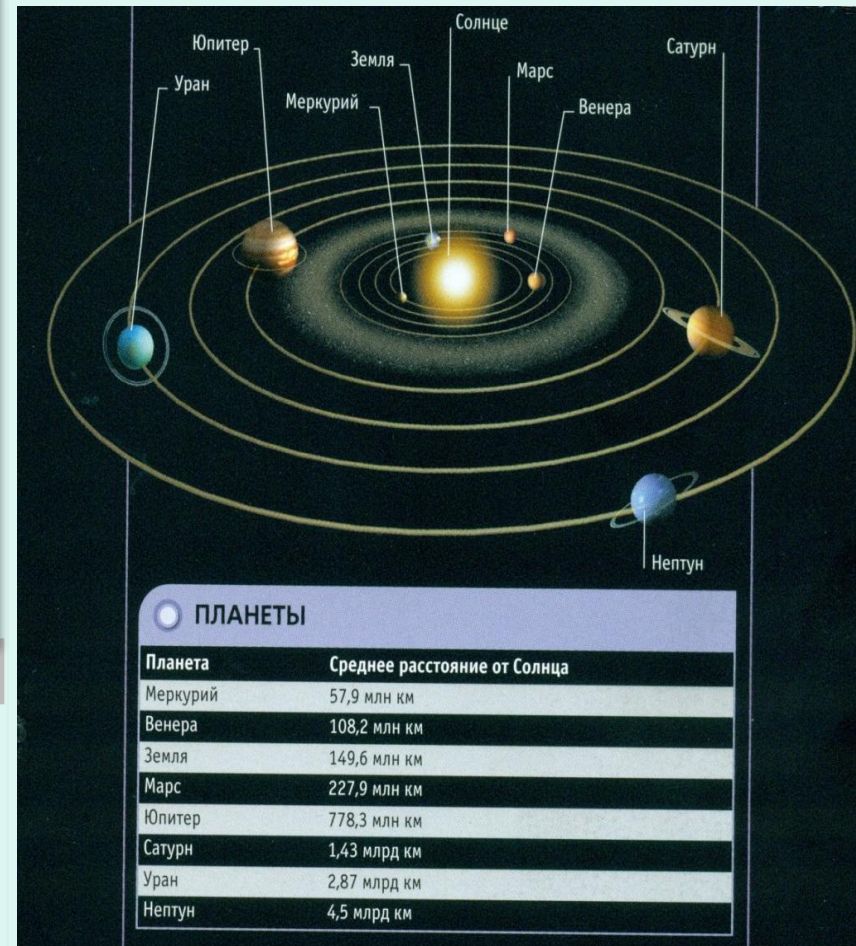 Солнце
Юпитер
Сатурн
Земля
Марс
Уран
Меркурий
Венера
Нептун
ПЛАНЕТЫ
Планета Среднее расстояние от Солнца
Меркурий 57,9 млн км
Венера 108,2 млн км
Земля 149,6 млн км
Марс 227,9 млн км
Юпитер 778,3 млн км
Сатурн 1,43 млрд км
Уран 2,87 млрд км
Нептун 4,5 млрд км